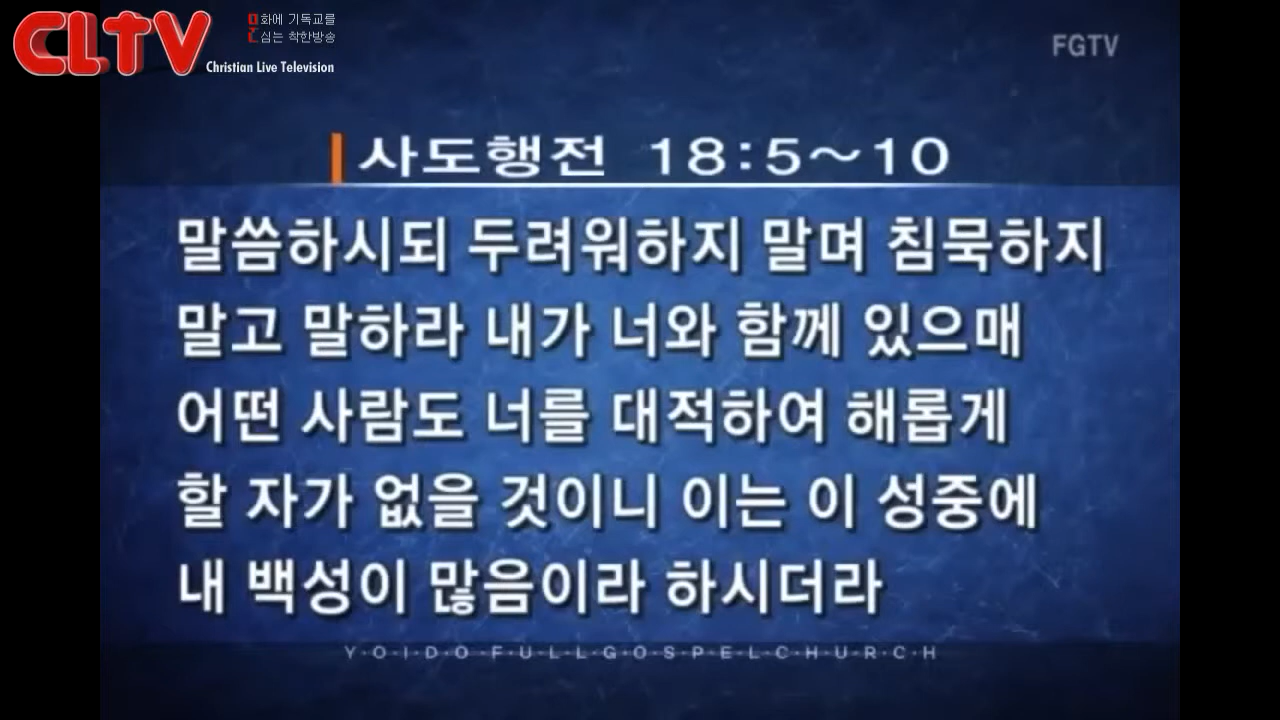 CLTV
문화에 기독교를
심는 착한방송
Christian Live Television
FGTV
사도행전 18:5~10
말씀하시되 두려워하지 말며 침묵하지
말고 말하라 내가 너와 함께 있으매
어떤 사람도 너를 대적하여 해롭게
할 자가 없을 것이니 이는 이 성중에
내 백성이 많음이라 하시더라
Y·O·I·D·O·F·U·L·L·G·O·S·P·E·L·C·H·U·R·C·H